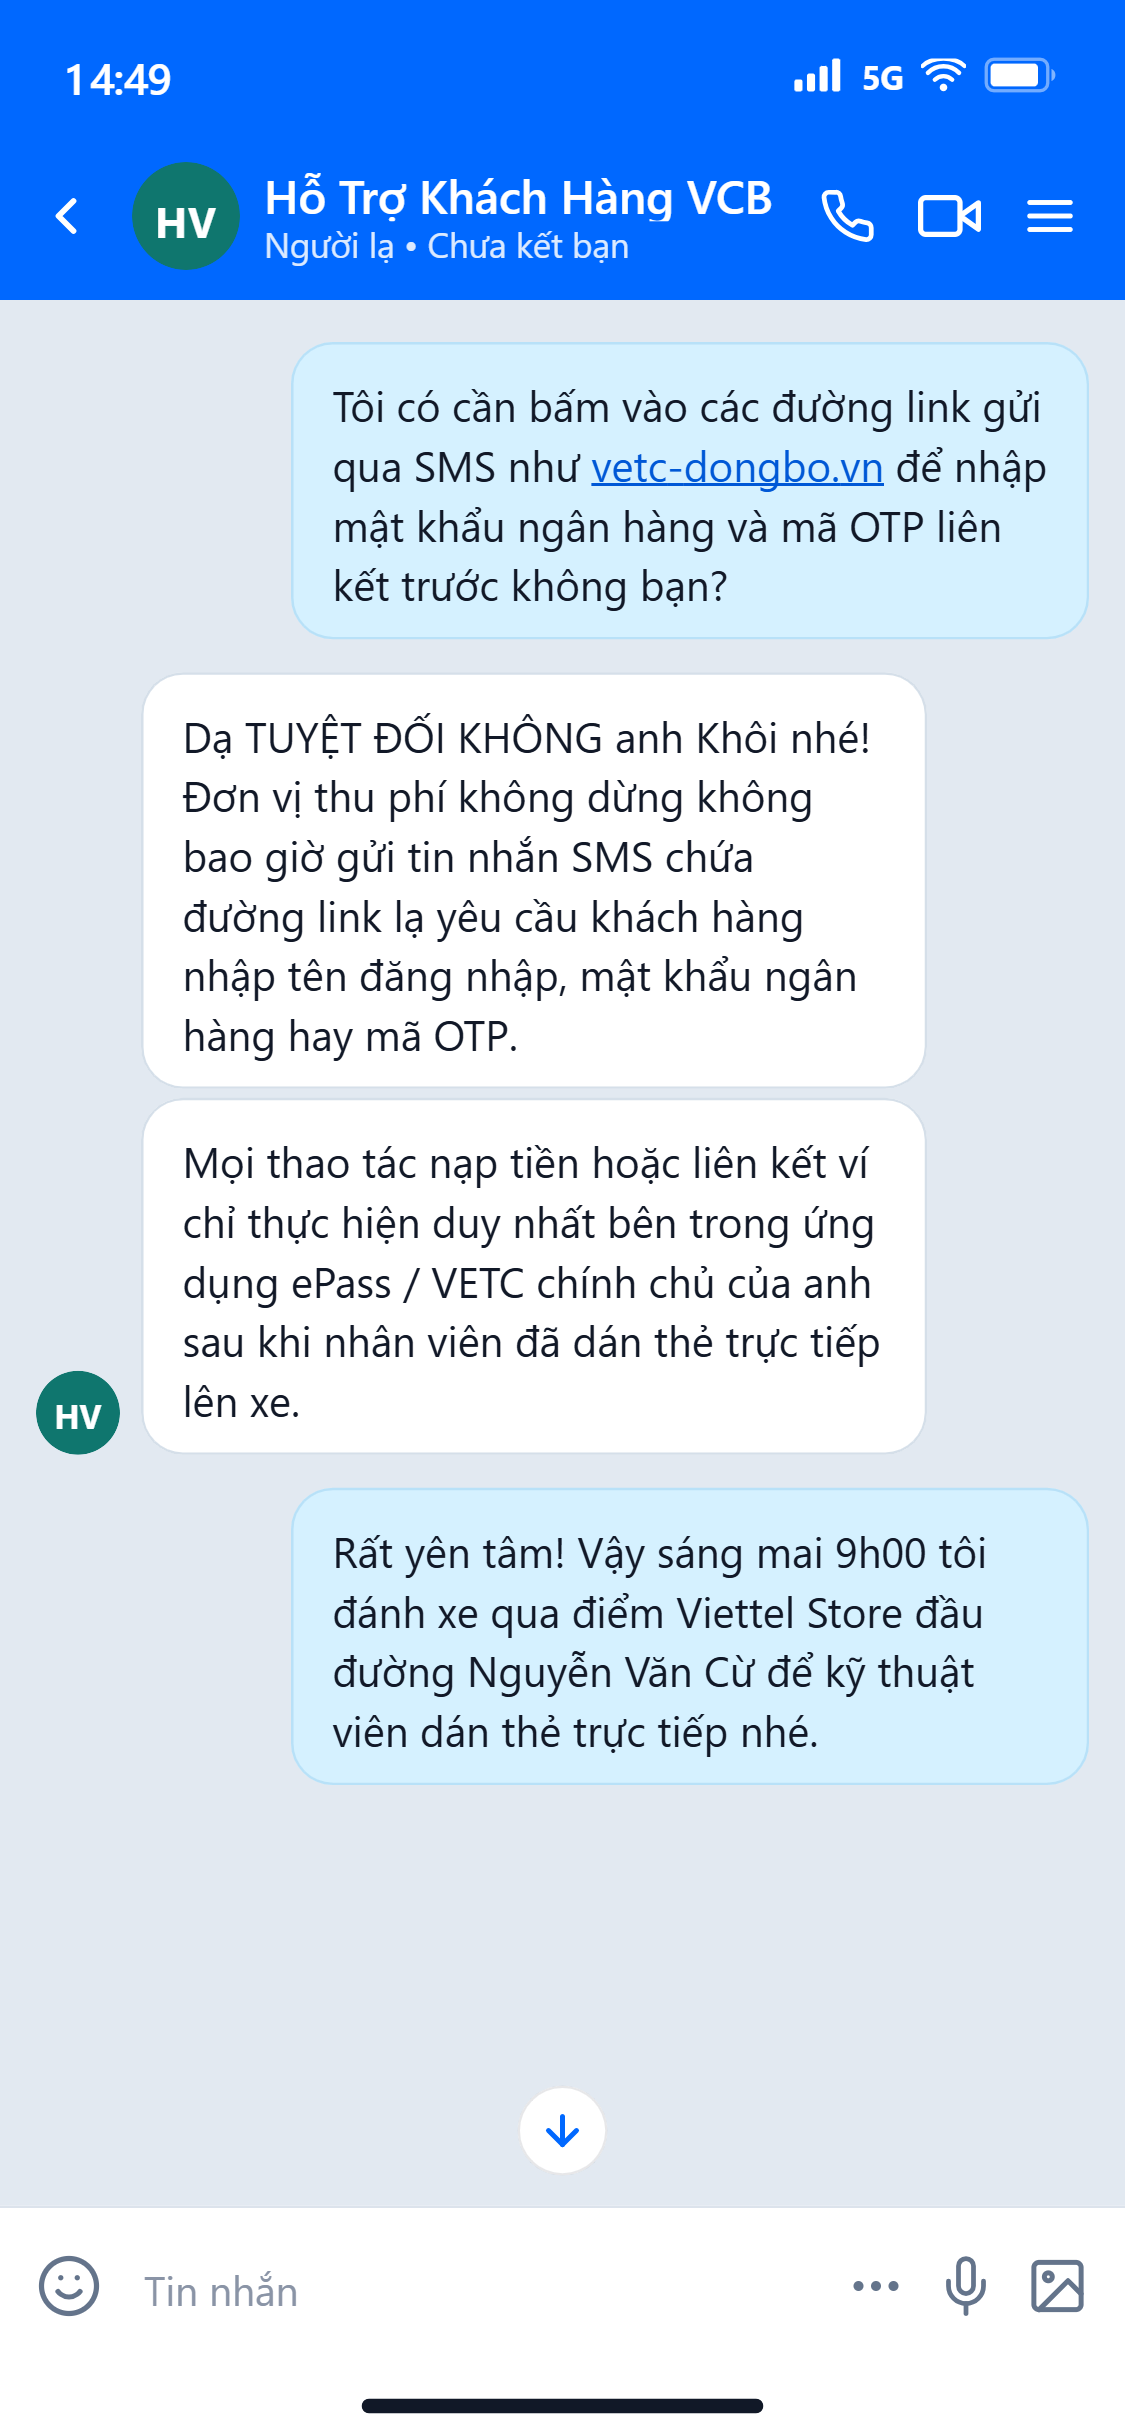 14:49
5G
HV
Hỗ Trợ Khách Hàng VCB
Người lạ • Chưa kết bạn
Tôi có cần bấm vào các đường link gửi
qua SMS như vetc-dongbo.vn để nhập
mật khẩu ngân hàng và mã OTP liên
kết trước không bạn?
Dạ TUYỆT ĐỐI KHÔNG anh Khôi nhé!
Đơn vị thu phí không dừng không
bao giờ gửi tin nhắn SMS chứa
đường link lạ yêu cầu khách hàng
nhập tên đăng nhập, mật khẩu ngân
hàng hay mã OTP.
Mọi thao tác nạp tiền hoặc liên kết ví
chỉ thực hiện duy nhất bên trong ứng
dụng ePass / VETC chính chủ của anh
sau khi nhân viên đã dán thẻ trực tiếp
lên xe.
HV
Rất yên tâm! Vậy sáng mai 9h00 tôi
đánh xe qua điểm Viettel Store đầu
đường Nguyễn Văn Cừ để kỹ thuật
viên dán thẻ trực tiếp nhé.
Tin nhắn